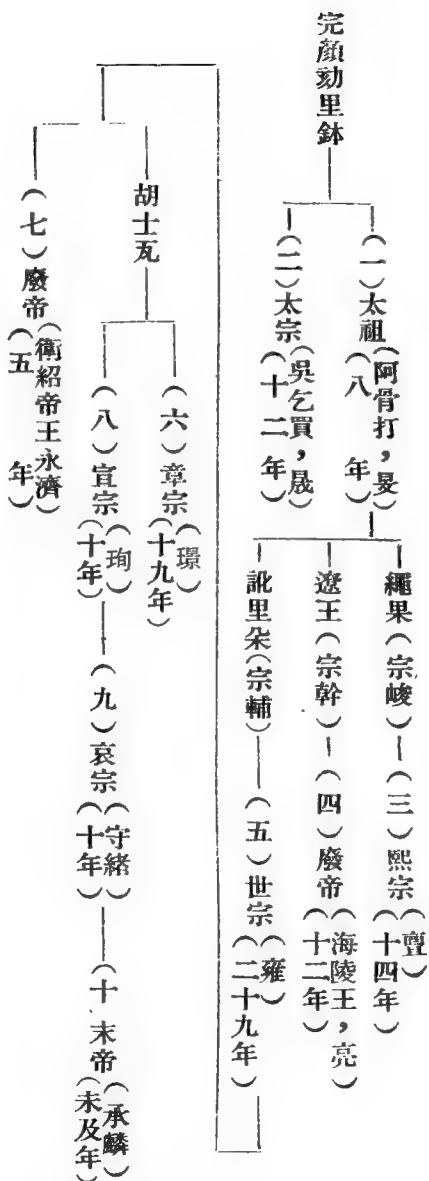 完顏劾里鉢
(一)太祖(阿骨打,旻)(八年)
(二)太宗(吳乞買,晟)(十二年)
繩果(宗峻)
(三)熙宗(亶)(十四年)
遼王(宗幹)
(四)廢帝(海陵王,亮)(十二年)
訛里朵(宗輔)
(五)世宗(雍)(二十九年)
胡士瓦
(六)章宗(璟)(十九年)
(八)宣宗(珣)(十年)
(九)哀宗(守緒)(十年)
(十 末帝(承麟)(未及年)
(七)廢帝(衛紹帝王永濟)(五年)